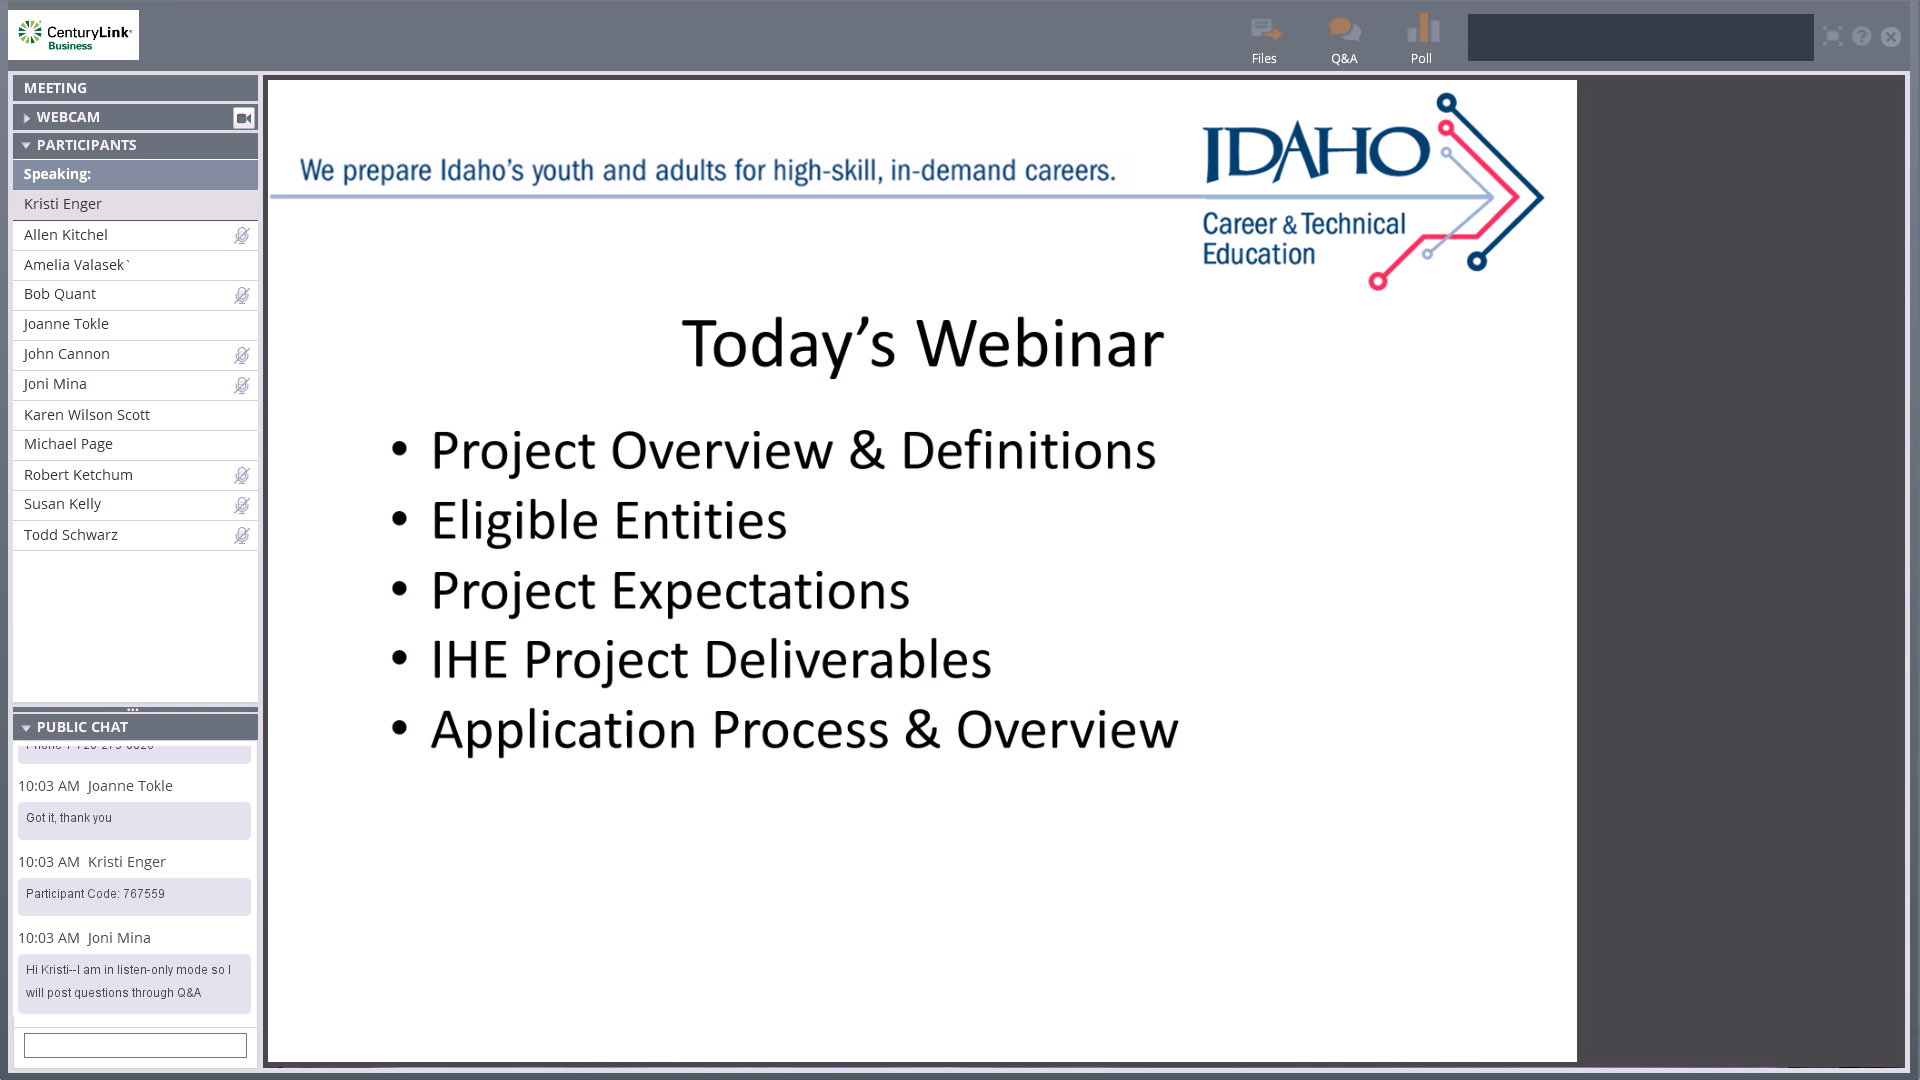 CenturyLink
Business
Files
Q&A
Poll
MEETING
WEBCAM
PARTICIPANTS
Speaking:
Kristi Enger
Allen Kitchel
Amelia Valasek`
Bob Quant
Joanne Tokle
John Cannon
Joni Mina
Karen Wilson Scott
Michael Page
Robert Ketchum
Susan Kelly
Todd Schwarz
PUBLIC CHAT
10:03 AM Joanne Tokle
Got it, thank you
10:03 AM Kristi Enger
Participant Code: 767559
10:03 AM Joni Mina
Hi Kristi--I am in listen-only mode so I
will post questions through Q&A
We prepare Idaho's youth and adults for high-skill, in-demand careers.
IDAHO
Career & Technical
Education
Today's Webinar
• Project Overview & Definitions
• Eligible Entities
• Project Expectations
• IHE Project Deliverables
• Application Process & Overview